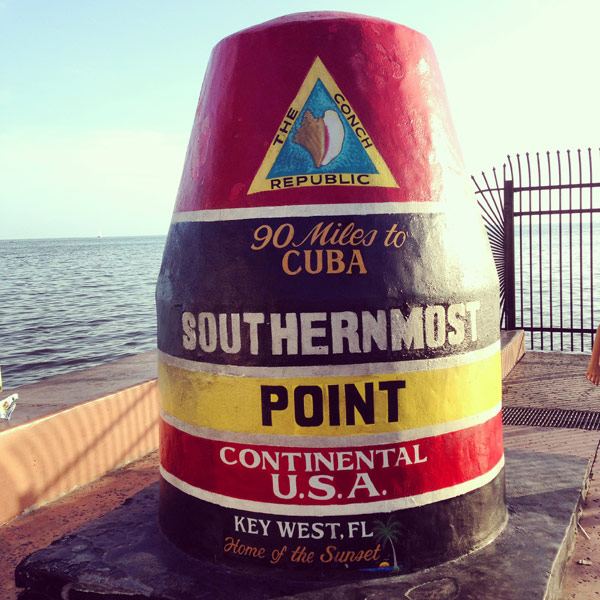 THE CONCH
REPUBLIC
90 Miles to
CUBA
SOUTHERNMOST
POINT
CONTINENTAL
U.S.A.
KEY WEST, FL
Home of the Sunset